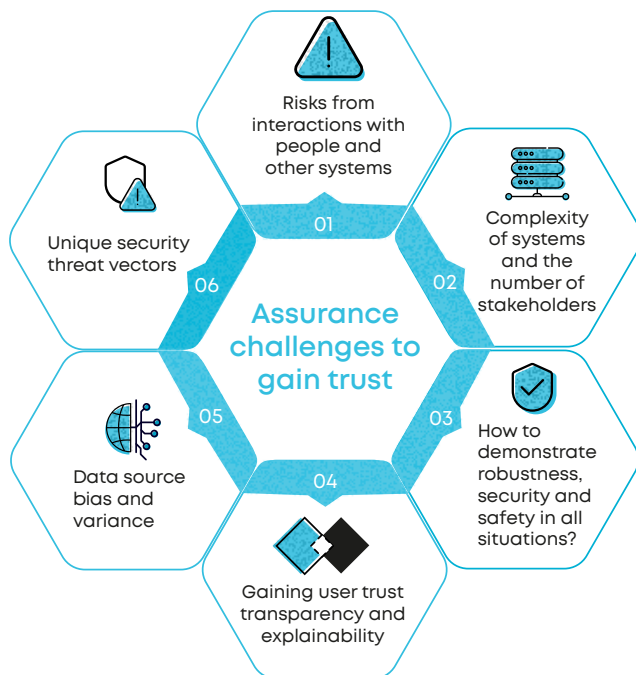 Risks from
interactions with
people and
other systems
01
Complexity
of systems
and the
number of
stakeholders
02
How to
demonstrate
robustness,
security and
safety in all
situations?
03
Gaining user trust
transparency and
explainability
04
Data source
bias and
variance
05
Unique security
threat vectors
06
Assurance
challenges to
gain trust